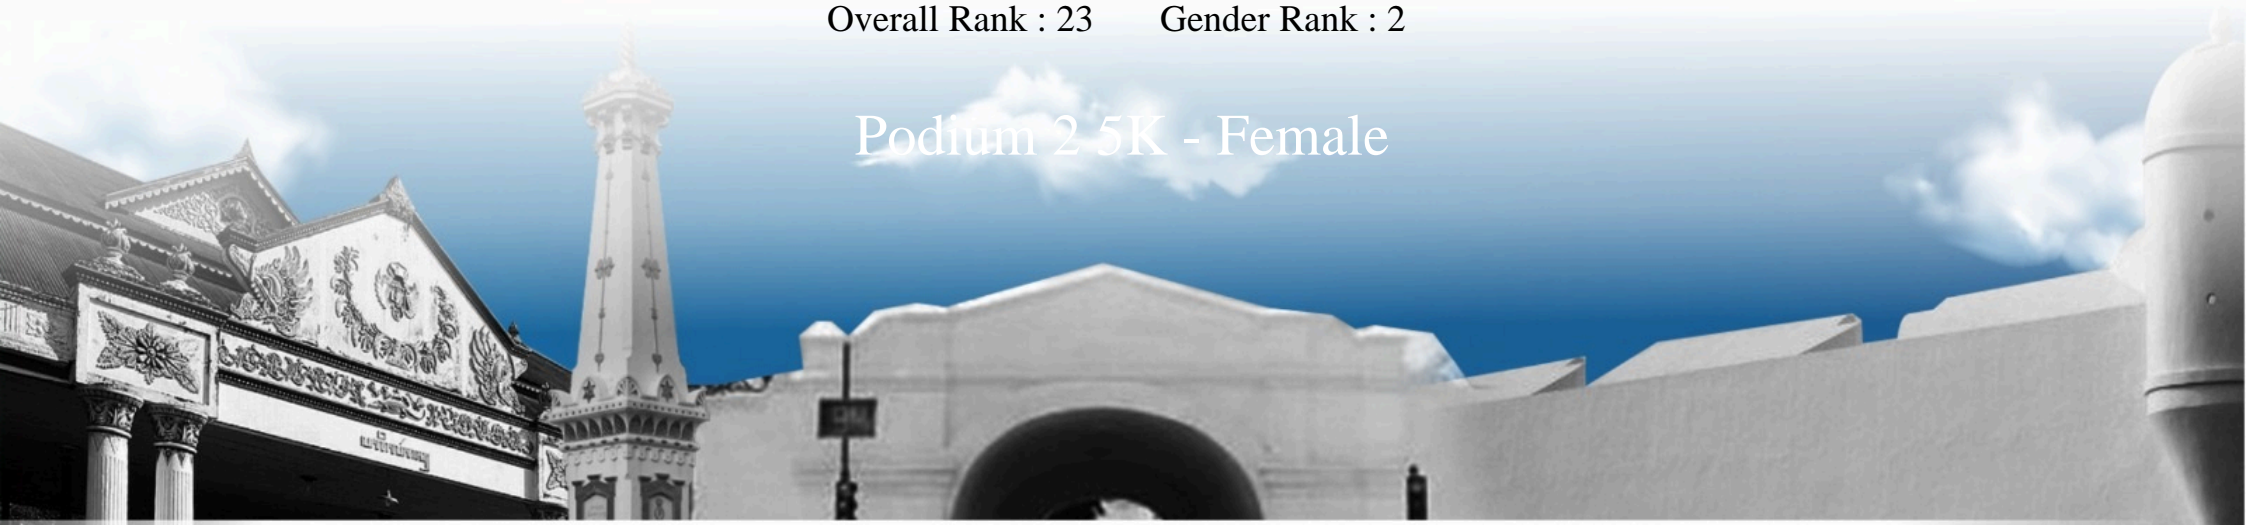 Overall Rank : 23 Gender Rank : 2
Podium 2 5K - Female